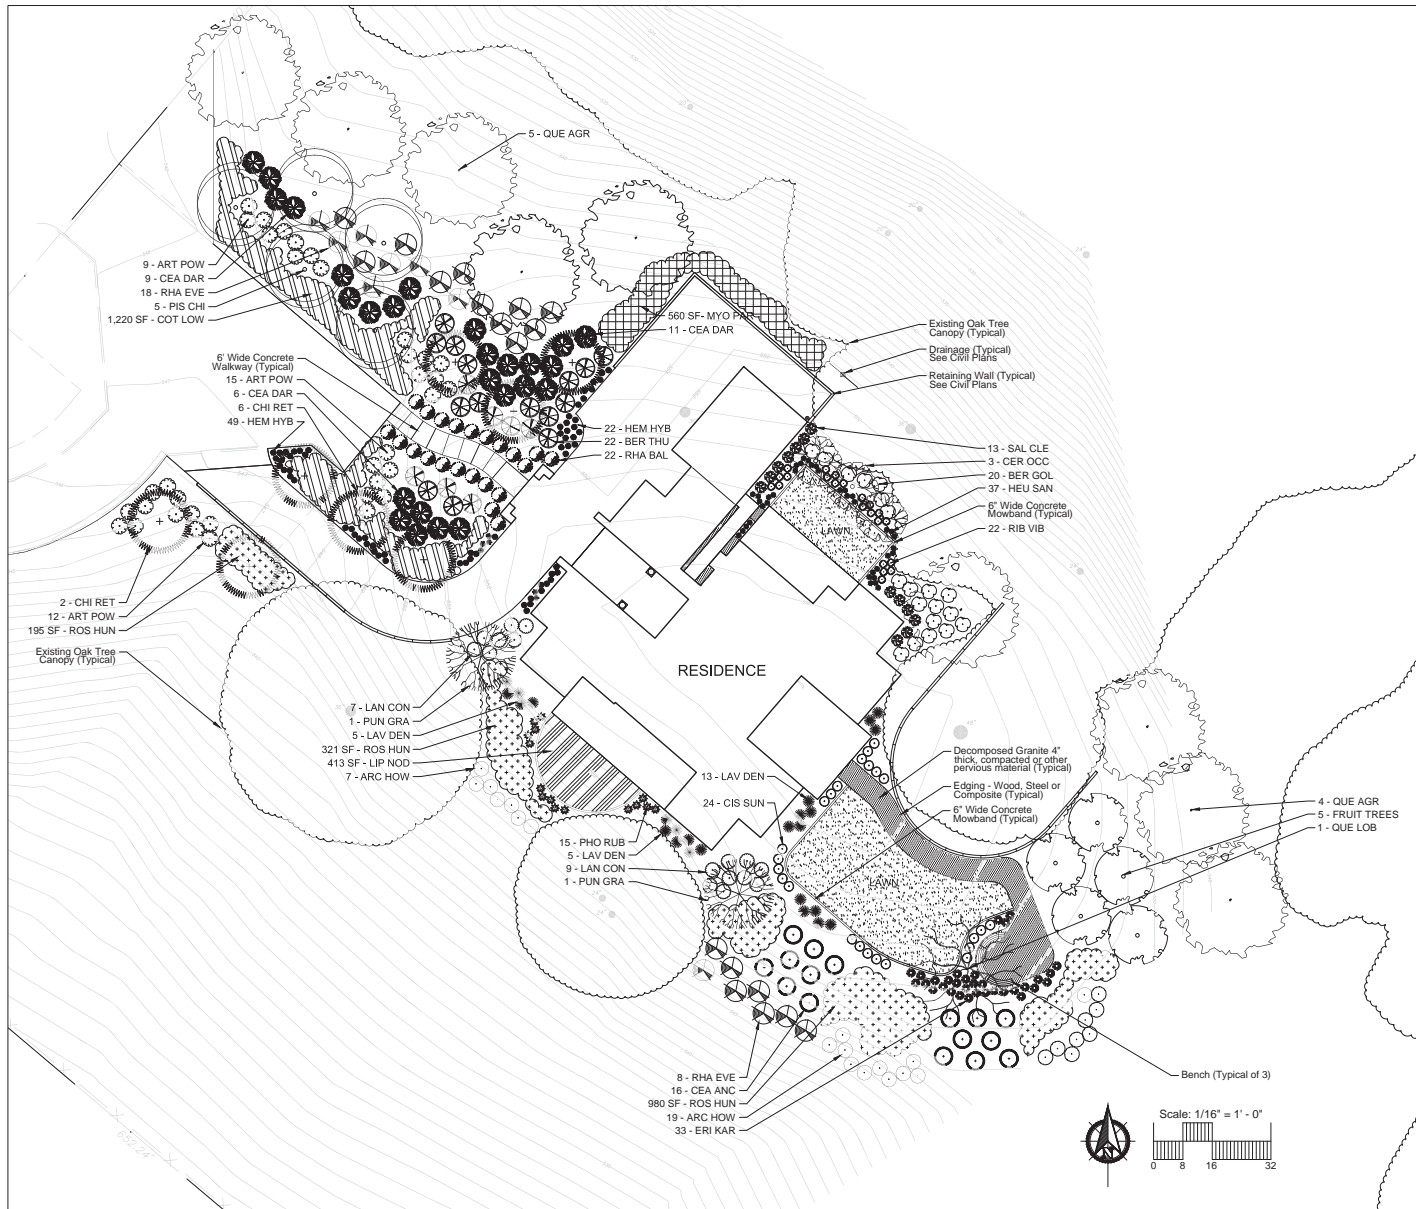 5 - QUE AGR
9 - ART POW
9 - CEA DAR
18 - RHA EVE
5 - PIS CHI
1,220 SF - COT LOW
560 SF- MYO PAR
11 - CEA DAR
Existing Oak Tree
Canopy (Typical)
Drainage (Typical)
See Civil Plans
Retaining Wall (Typical)
See Civil Plans
6' Wide Concrete
Walkway (Typical)
15 - ART POW
6 - CEA DAR
6 - CHI RET
49 - HEM HYB
22 - HEM HYB
22 - BER THU
22 - RHA BAL
13 - SAL CLE
3 - CER OCC
20 - BER GOL
37 - HEU SAN
6" Wide Concrete
Mowband (Typical)
22 - RIB VIB
LAWN
2 - CHI RET
12 - ART POW
195 SF - ROS HUN
Existing Oak Tree
Canopy (Typical)
RESIDENCE
7 - LAN CON
1 - PUN GRA
5 - LAV DEN
321 SF - ROS HUN
413 SF - LIP NOD
7 - ARC HOW
13 - LAV DEN
24 - CIS SUN
Decomposed Granite 4"
thick, compacted or other
pervious material (Typical)
Edging - Wood, Steel or
Composite (Typical)
6" Wide Concrete
Mowband (Typical)
4 - QUE AGR
5 - FRUIT TREES
1 - QUE LOB
15 - PHO RUB
5 - LAV DEN
9 - LAN CON
1 - PUN GRA
LAWN
8 - RHA EVE
16 - CEA ANC
980 SF - ROS HUN
19 - ARC HOW
33 - ERI KAR
Bench (Typical of 3)
652.24'
N
Scale: 1/16" = 1' - 0"
0 8 16 32